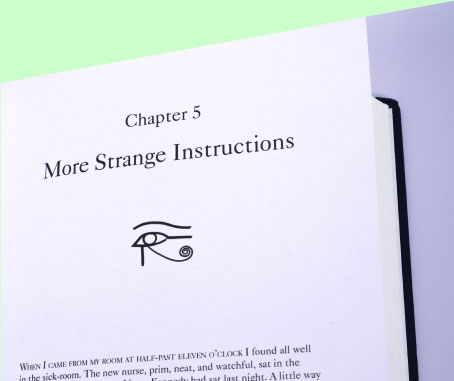 Chapter 5
More Strange Instructions
WHEN I CAME FROM MY ROOM AT HALF-PAST ELEVEN O'CLOCK I found all well
in the sick-room. The new nurse, prim, neat, and watchful, sat in the
Kennedy had sat last night. A little way